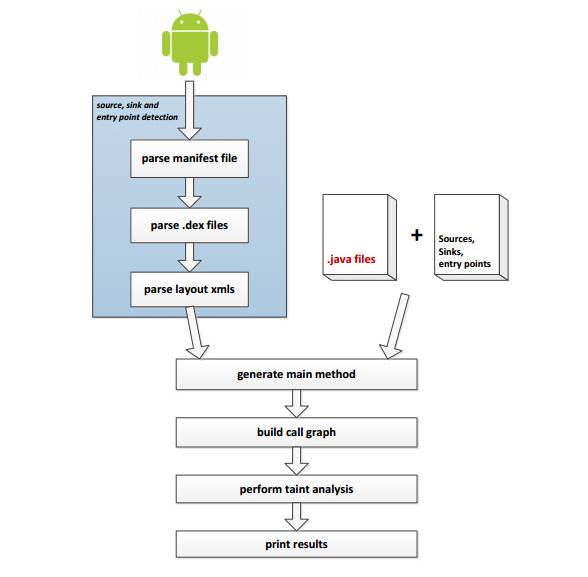 source, sink and
entry point detection
parse manifest file
parse .dex files
parse layout xmls
.java files
+
Sources,
Sinks,
entry points
generate main method
build call graph
perform taint analysis
print results